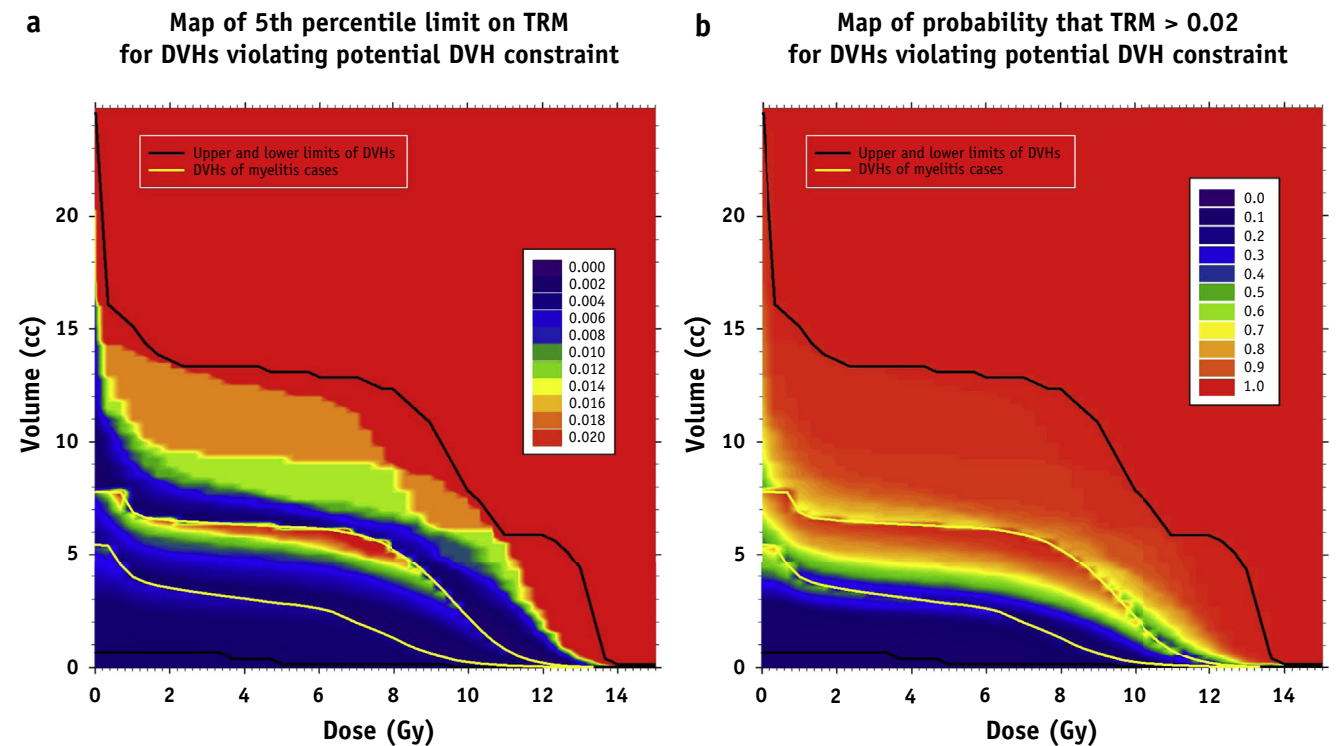 a
Map of 5th percentile limit on TRM
for DVHs violating potential DVH constraint
Upper and lower limits of DVHs
DVHs of myelitis cases
0.000
0.002
0.004
0.006
0.008
0.010
0.012
0.014
0.016
0.018
0.020
Volume (cc)
20
15
10
5
0
0 2 4 6 8 10 12 14
Dose (Gy)
b
Map of probability that TRM > 0.02
for DVHs violating potential DVH constraint
Upper and lower limits of DVHs
DVHs of myelitis cases
0.0
0.1
0.2
0.3
0.4
0.5
0.6
0.7
0.8
0.9
1.0
Volume (cc)
20
15
10
5
0
0 2 4 6 8 10 12 14
Dose (Gy)